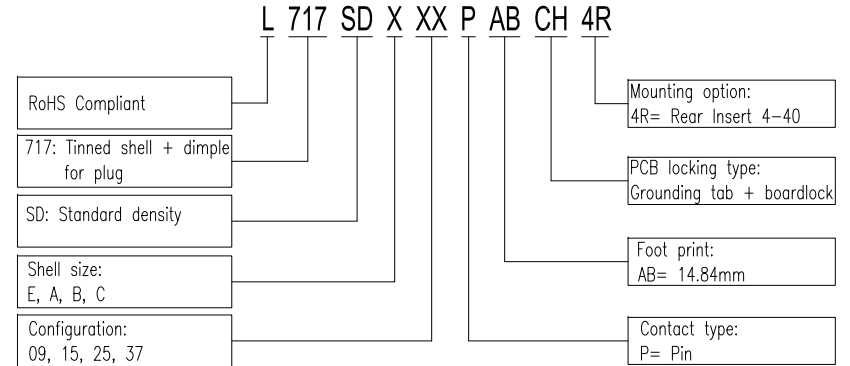 L 717 SD X XX P AB CH 4R
RoHS Compliant
717: Tinned shell + dimple
for plug
SD: Standard density
Shell size:
E, A, B, C
Configuration:
09, 15, 25, 37
Mounting option:
4R= Rear Insert 4-40
PCB locking type:
Grounding tab + boardlock
Foot print:
AB= 14.84mm
Contact type:
P= Pin